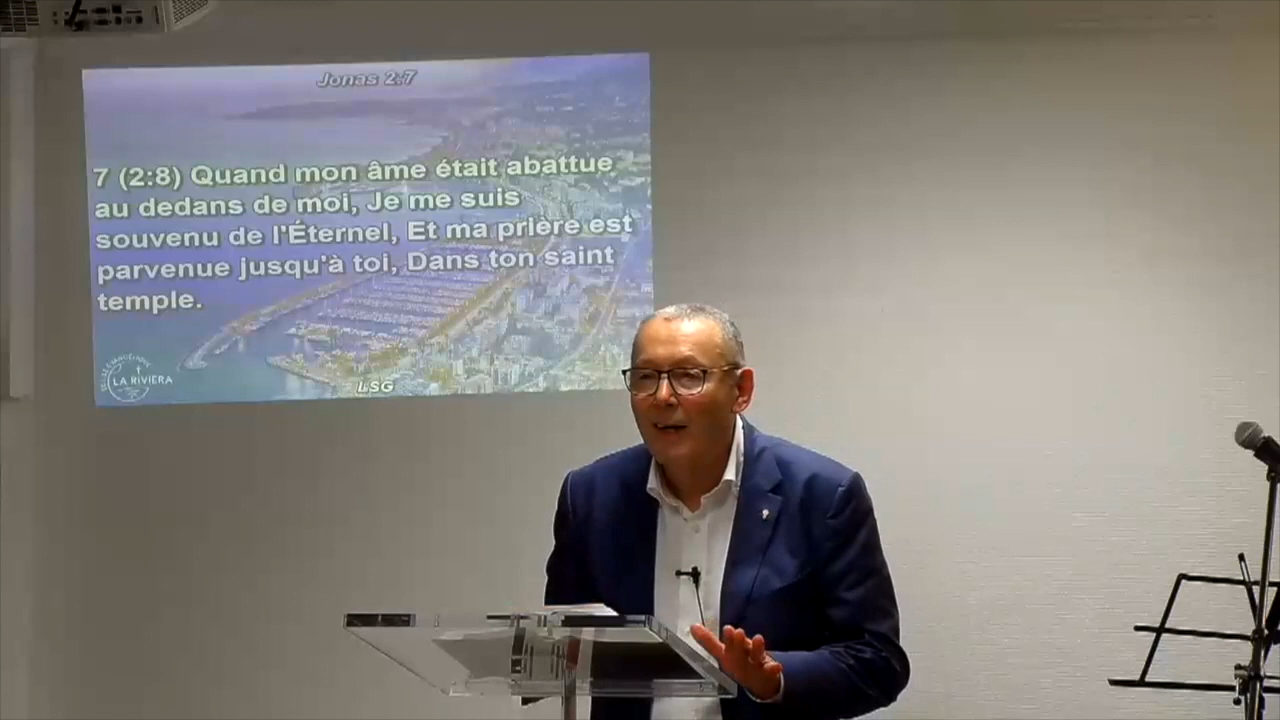 Jonas 2:7
7 (2:8) Quand mon âme était abattue
au dedans de moi, Je me suis
souvenu de l'Éternel, Et ma prière est
parvenue jusqu'à toi, Dans ton saint
temple.
LA RIVIERA
LSG